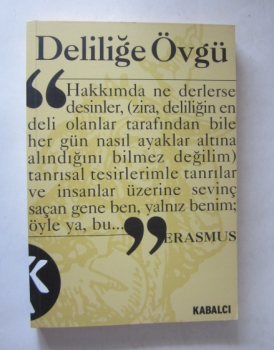 Deliliğe Övgü
“Hakkımda ne derlerse
desinler, (zira, deliliğin en
deli olanlar tarafından bile
her gün nasıl ayaklar altına
alındığını bilmez değilim)
tanrısal tesirlerimle tanrılar
ve insanlar üzerine sevinç
saçan gene ben, yalnız benim;
öyle ya, bu...”
ERASMUS
K
KABALCI